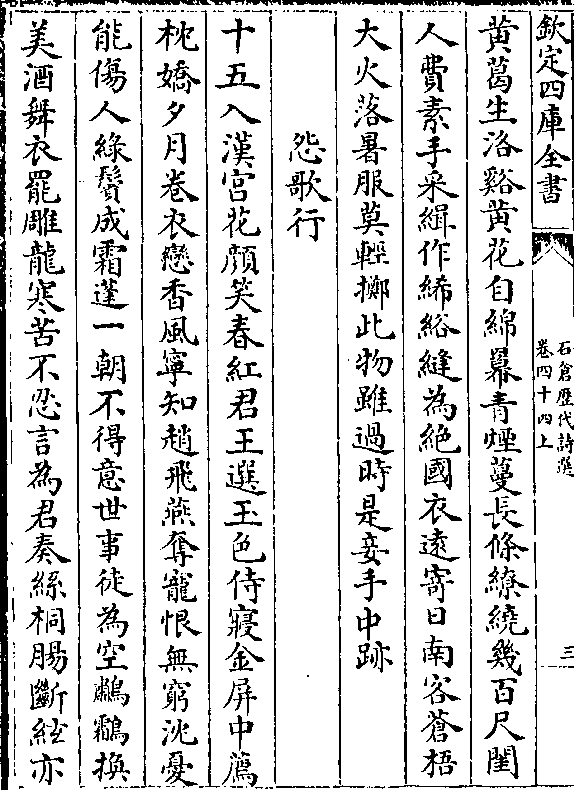 欽定四庫全書
石倉歷代詩選
卷四十四上
三
黃葛生洛谿黃花自綿羃青煙蔓長條繚繞幾百尺閨
人費素手采緝作絺綌縫為絶國衣遠寄日南客蒼梧
大火落暑服莫輕擲此物雖過時是妾手中跡
怨歌行
十五入漢宮花顏笑春紅君王選玉色侍寢金屏中薦
枕嬌夕月卷衣戀香風寧知趙飛燕奪寵恨無窮沈憂
能傷人綠鬢成霜蓬一朝不得意世事徒為空鷫鸘換
美酒舞衣罷雕龍寒苦不忍言為君奏絲桐腸斷絃亦